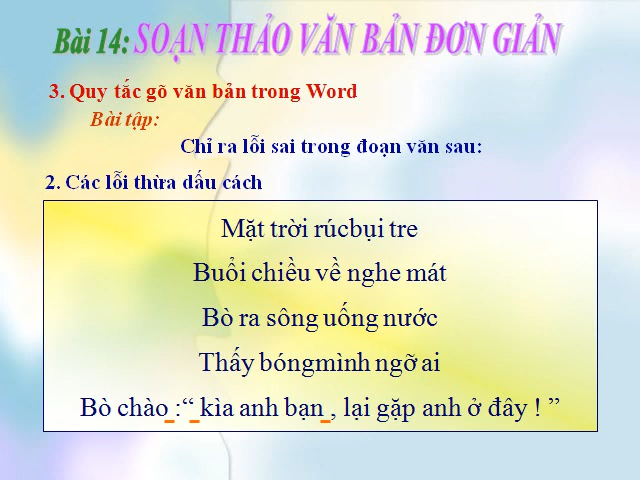 Bài 14: SOẠN THẢO VĂN BẢN ĐƠN GIẢN
3. Quy tắc gõ văn bản trong Word
Bài tập:
Chỉ ra lỗi sai trong đoạn văn sau:
2. Các lỗi thừa dấu cách
Mặt trời rúcbụi tre
Buổi chiều về nghe mát
Bò ra sông uống nước
Thấy bóngmình ngỡ ai
Bò chào :“ kìa anh bạn , lại gặp anh ở đây ! ”